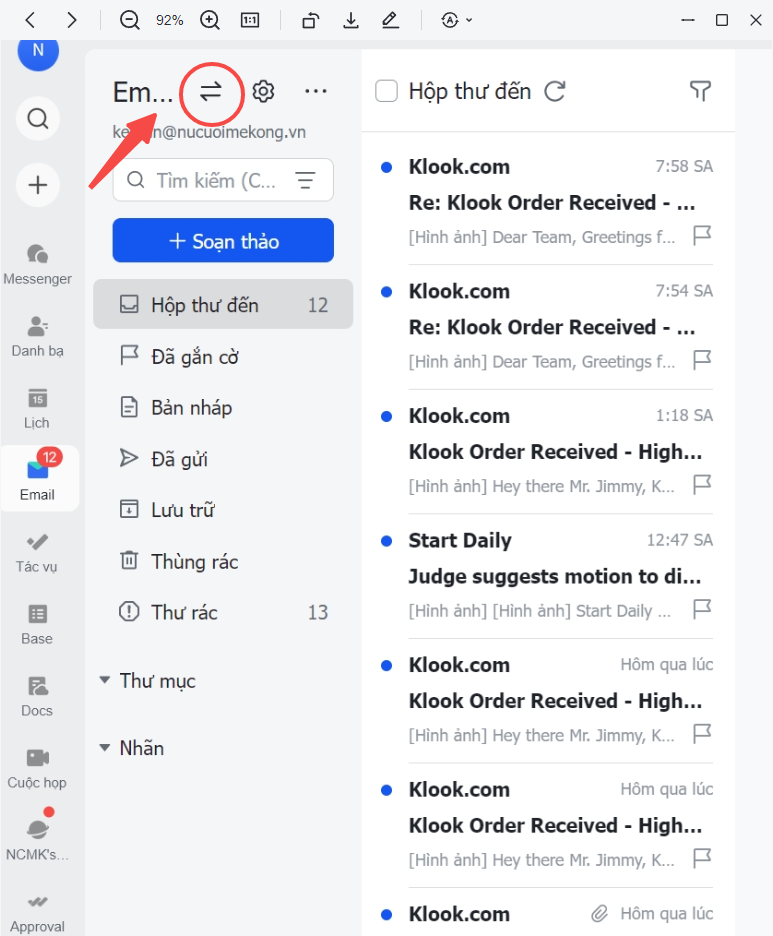 92%
1:1
N
Em...
@nucuoimekong.vn
Tìm kiếm (C...
+ Soạn thảo
Hộp thư đến 12
Đã gắn cờ
Bản nháp
Đã gửi
Lưu trữ
Thùng rác
Thư rác 13
Thư mục
Nhãn
Messenger
Danh bạ
15
Lịch
12
Email
Tác vụ
Base
Docs
Cuộc họp
NCMK's...
Approval
Hộp thư đến
Klook.com 7:58 SA
Re: Klook Order Received - ...
[Hình ảnh] Dear Team, Greetings f...
Klook.com 7:54 SA
Re: Klook Order Received - ...
[Hình ảnh] Dear Team, Greetings f...
Klook.com 1:18 SA
Klook Order Received - High...
[Hình ảnh] Hey there Mr. Jimmy, K...
Start Daily 12:47 SA
Judge suggests motion to di...
[Hình ảnh] [Hình ảnh] Start Daily ...
Klook.com Hôm qua lúc
Klook Order Received - High...
[Hình ảnh] Hey there Mr. Jimmy, K...
Klook.com Hôm qua lúc
Klook Order Received - High...
[Hình ảnh] Hey there Mr. Jimmy, K...
Klook.com Hôm qua lúc